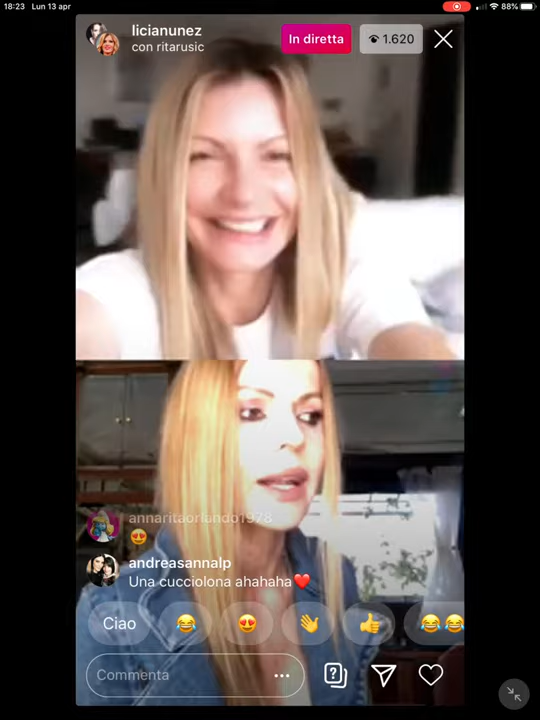 18:23 Lun 13 apr 88%
licianunez
con ritarusic
In diretta
1.620
annaritaorlando1978
andreasannalp
Una cucciolona ahahaha
Ciao
Commenta